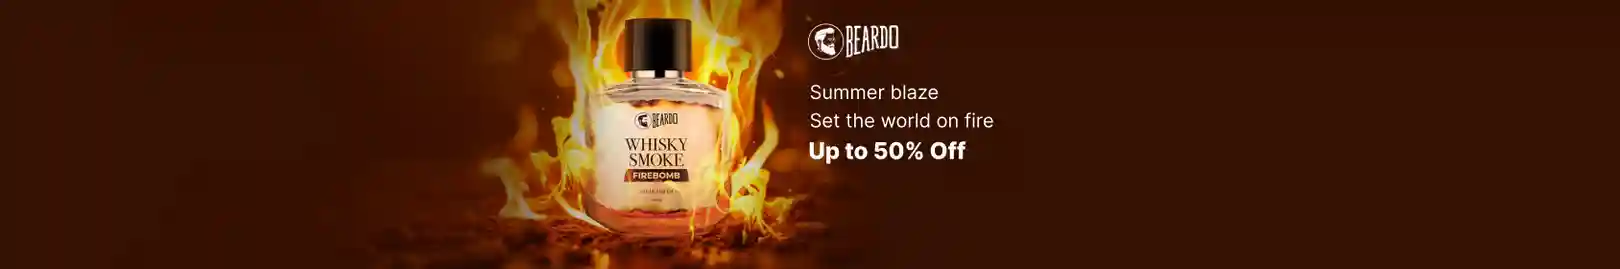 BEARDO
WHISKY
SMOKE
FIREBOMB
BEARDO
Summer blaze
Set the world on fire
Up to 50% Off